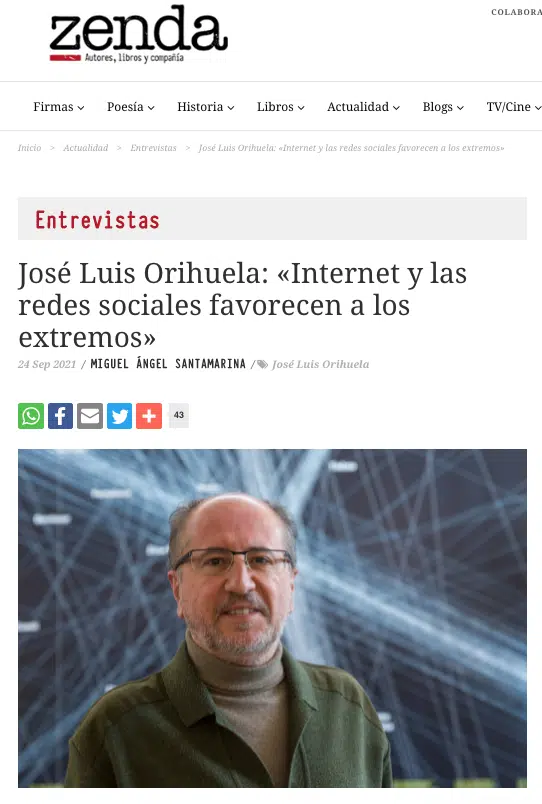 COLABORA
zenda
Autores, libros y compañía
Firmas Poesía Historia Libros Actualidad Blogs TV/Cine
Inicio > Actualidad > Entrevistas > José Luis Orihuela: «Internet y las redes sociales favorecen a los extremos»
Entrevistas
José Luis Orihuela: «Internet y las
redes sociales favorecen a los
extremos»
24 Sep 2021 / MIGUEL ÁNGEL SANTAMARINA / José Luis Orihuela
43